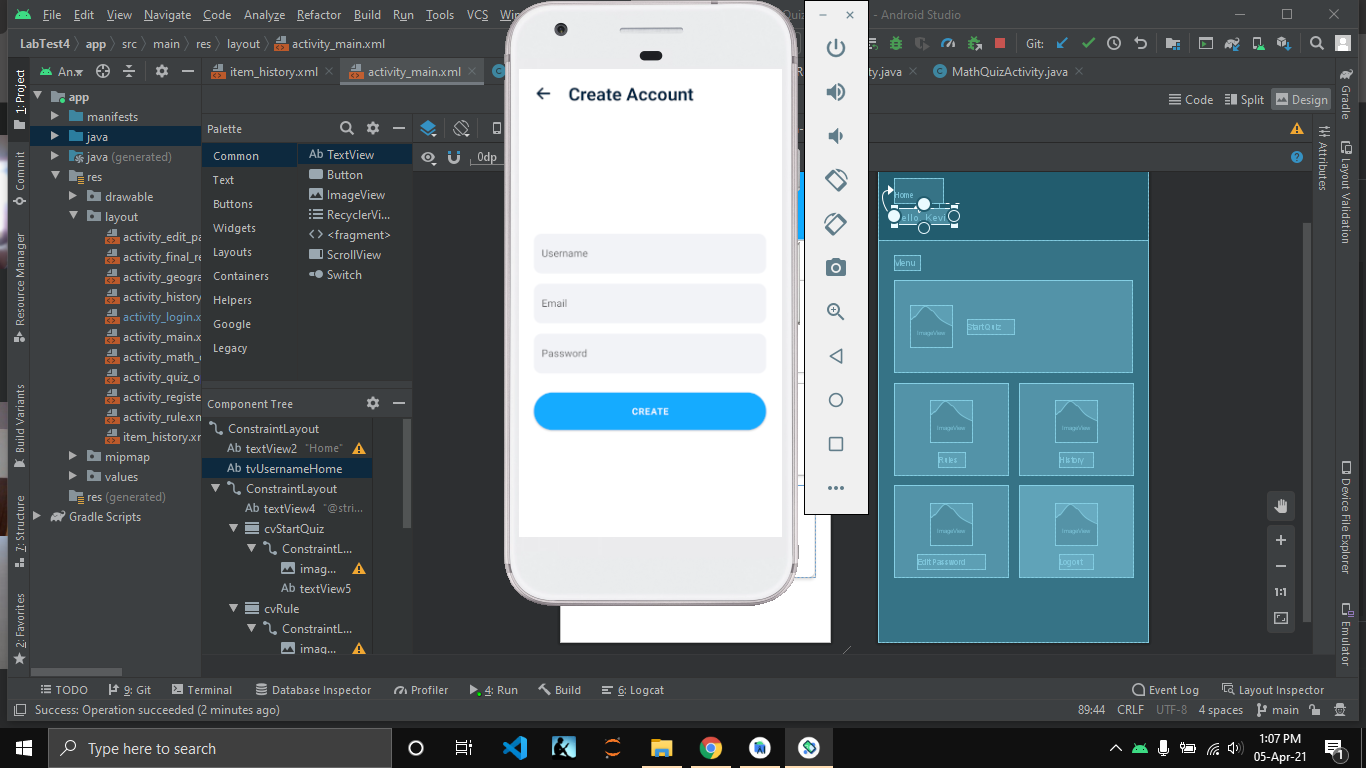 File Edit View Navigate Code Analyze Refactor Build Run Tools VCS - Android Studio
LabTest4 app src main res layout activity_main.xml Git:
1: Project
Commit
Resource Manager
Build Variants
7: Structure
2: Favorites
An...
app
manifests
java
java (generated)
res
drawable
layout
activity_edit_pa
activity_final_re
activity_geogra
activity_history
activity_login.x
activity_main.x
activity_math_
activity_quiz_o
activity_registe
activity_rule.xn
item_history.xr
mipmap
values
res (generated)
Gradle Scripts
item_history.xml activity_main.xml y.java MathQuizActivity.java
Code Split Design
Palette
Common
Text
Buttons
Widgets
Layouts
Containers
Helpers
Google
Legacy
Ab TextView
Button
ImageView
RecyclerVi...
<fragment>
ScrollView
Switch
0dp
Component Tree
ConstraintLayout
Ab textView2 "Home"
Ab tvUsernameHome
ConstraintLayout
Ab textView4 "@stri...
cvStartQuiz
ConstraintL...
imag...
Ab textView5
cvRule
ConstraintL...
imag...
Create Account
Username
Email
Password
CREATE
Home
Menu
ImageView
Start Quiz
ImageView
Rules
ImageView
History
ImageView
Edit Password
ImageView
Logout
1:1
Gradle
Attributes
Layout Validation
Device File Explorer
Emulator
TODO 9: Git Terminal Database Inspector Profiler 4: Run Build 6: Logcat Event Log Layout Inspector
Success: Operation succeeded (2 minutes ago) 89:44 CRLF UTF-8 4 spaces main
Type here to search
1:07 PM
05-Apr-21
1